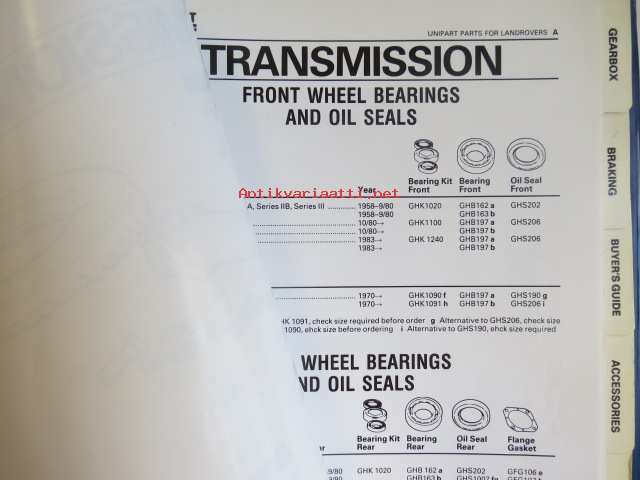 UNIPART PARTS FOR LANDROVERS A
TRANSMISSION
FRONT WHEEL BEARINGS
AND OIL SEALS
Bearing Kit Bearing Oil Seal
Year Front Front Front
A, Series IIB, Series III 1958–9/80 GHK1020 GHB162 a GHS202
1958–9/80 GHB163 b
10/80→ GHK1100 GHB197 a GHS206
10/80→ GHB197 b
1983→ GHK 1240 GHB197 a GHS206
1983→ GHB197 b
1970→ GHK1090 f GHB197 a GHS190 g
1970→ GHK1091 h GHB197 b GHS206 i
HK 1091, check size required before order g Alternative to GHS206, check size
1090, ehck size before ordering i Alternative to GHS190, ehck size required
WHEEL BEARINGS
ND OIL SEALS
Bearing Kit Bearing Oil Seal Flange
Rear Rear Rear Gasket
9/80 GHK 1020 GHB 162 a GHS202 GFG106 e
GHB163 b
GEARBOX
BRAKING
BUYER'S GUIDE
ACCESSORIES
Antikvariaatti.net